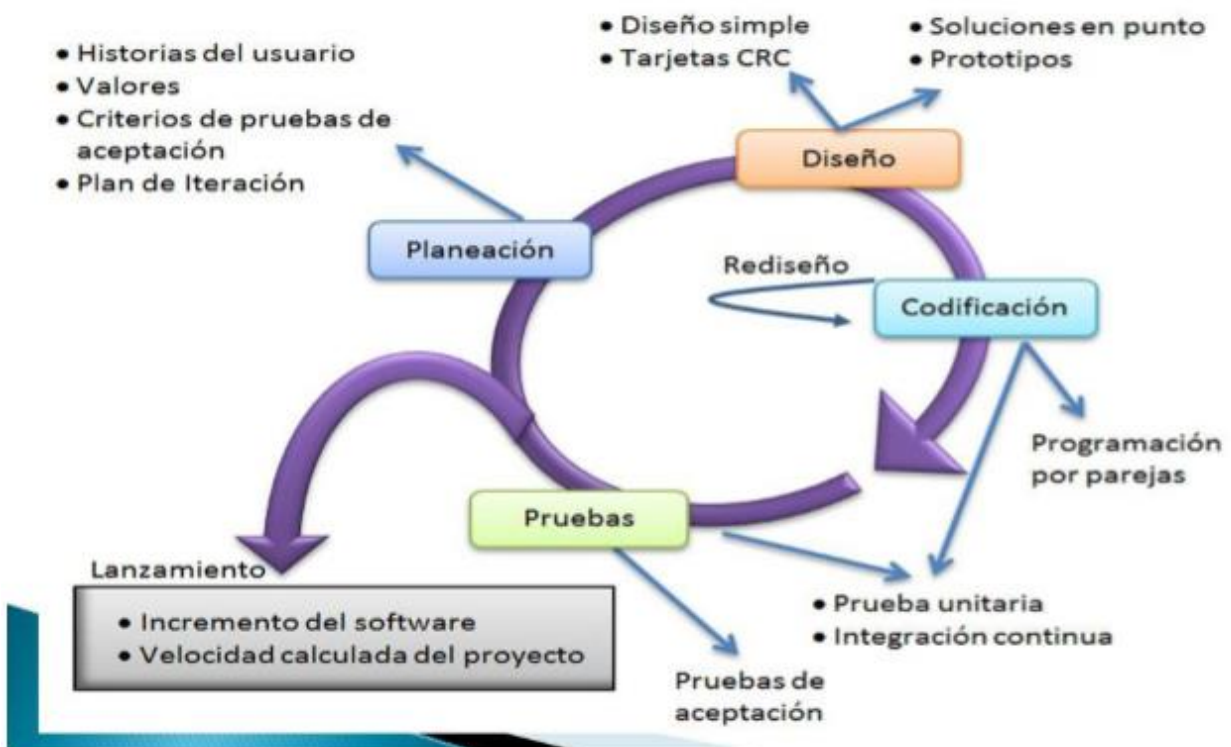 • Historias del usuario
• Valores
• Criterios de pruebas de
aceptación
• Plan de Iteración
• Diseño simple
• Tarjetas CRC
• Soluciones en punto
• Prototipos
Diseño
Planeación
Rediseño
Codificación
Programación
por parejas
Pruebas
Lanzamiento
• Incremento del software
• Velocidad calculada del proyecto
• Prueba unitaria
• Integración continua
Pruebas de
aceptación